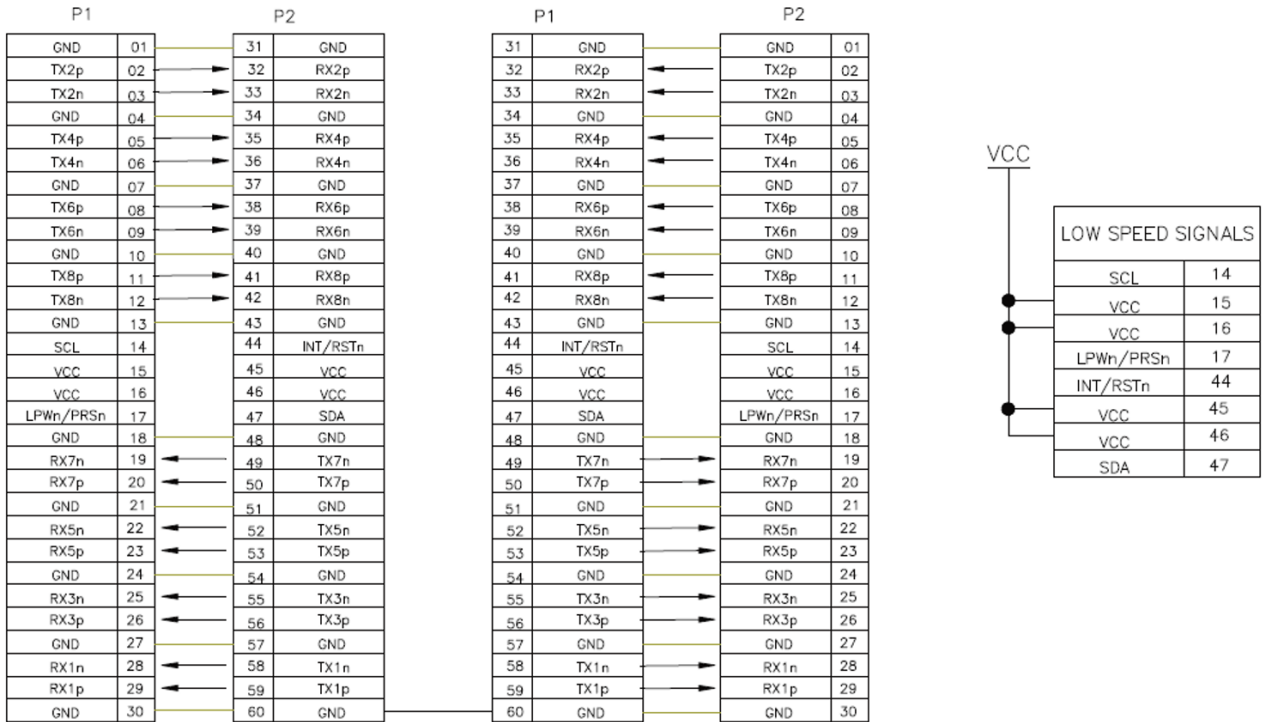 P1 P2 P1 P2
GND 01 31 GND 31 GND GND 01
TX2p 02 32 RX2p 32 RX2p TX2p 02
TX2n 03 33 RX2n 33 RX2n TX2n 03
GND 04 34 GND 34 GND GND 04
TX4p 05 35 RX4p 35 RX4p TX4p 05
TX4n 06 36 RX4n 36 RX4n TX4n 06
GND 07 37 GND 37 GND GND 07
TX6p 08 38 RX6p 38 RX6p TX6p 08
TX6n 09 39 RX6n 39 RX6n TX6n 09
GND 10 40 GND 40 GND GND 10
TX8p 11 41 RX8p 41 RX8p TX8p 11
TX8n 12 42 RX8n 42 RX8n TX8n 12
GND 13 43 GND 43 GND GND 13
SCL 14 44 INT/RSTn 44 INT/RSTn SCL 14
VCC 15 45 VCC 45 VCC VCC 15
VCC 16 46 VCC 46 VCC VCC 16
LPWn/PRSn 17 47 SDA 47 SDA LPWn/PRSn 17
GND 18 48 GND 48 GND GND 18
RX7n 19 49 TX7n 49 TX7n RX7n 19
RX7p 20 50 TX7p 50 TX7p RX7p 20
GND 21 51 GND 51 GND GND 21
RX5n 22 52 TX5n 52 TX5n RX5n 22
RX5p 23 53 TX5p 53 TX5p RX5p 23
GND 24 54 GND 54 GND GND 24
RX3n 25 55 TX3n 55 TX3n RX3n 25
RX3p 26 56 TX3p 56 TX3p RX3p 26
GND 27 57 GND 57 GND GND 27
RX1n 28 58 TX1n 58 TX1n RX1n 28
RX1p 29 59 TX1p 59 TX1p RX1p 29
GND 30 60 GND 60 GND GND 30
VCC
LOW SPEED SIGNALS
SCL 14
VCC 15
VCC 16
LPWn/PRSn 17
INT/RSTn 44
VCC 45
VCC 46
SDA 47